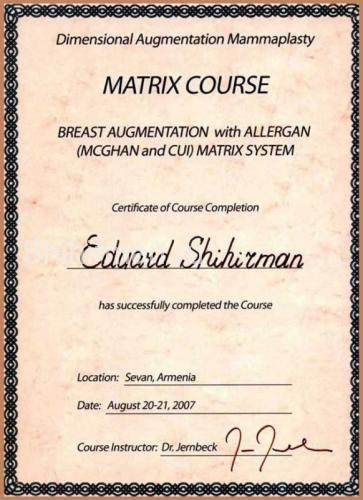 Dimensional Augmentation Mammaplasty
MATRIX COURSE
BREAST AUGMENTATION with ALLERGAN
(MCGHAN and CUI) MATRIX SYSTEM
Certificate of Course Completion
Eduard Shihirman
has successfully completed the Course
Location: Sevan, Armenia
Date: August 20-21, 2007
Course Instructor: Dr. Jernbeck